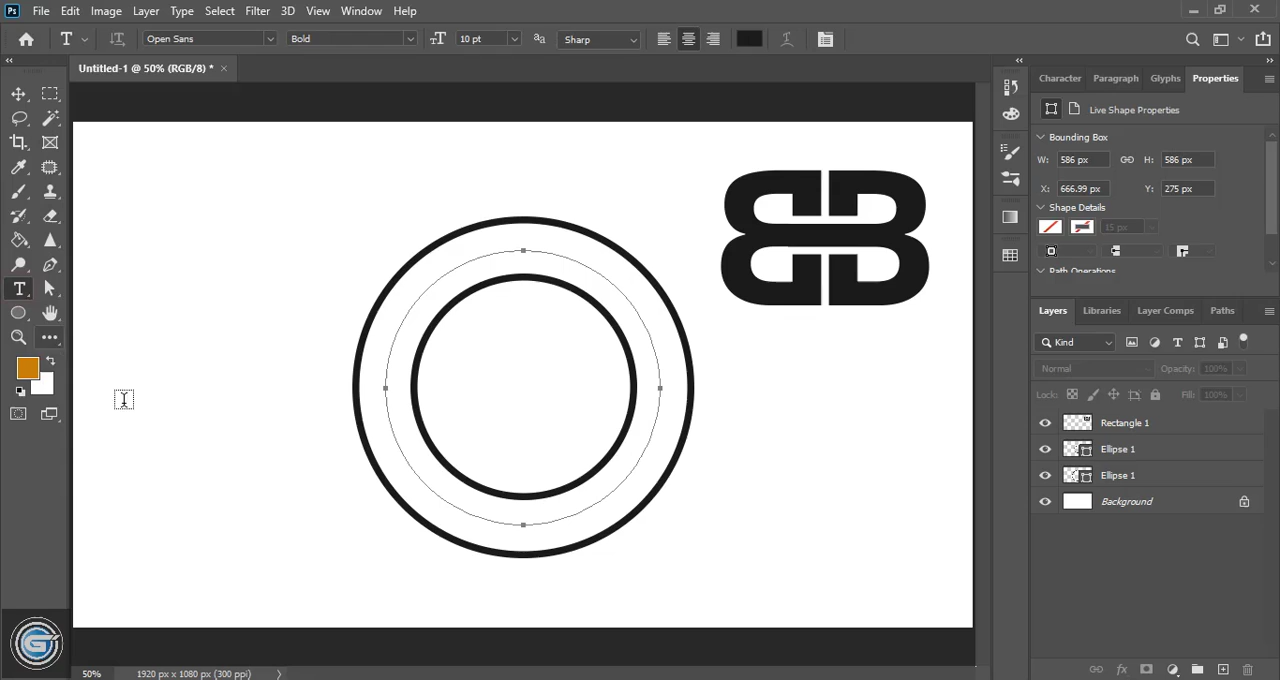 Ps File Edit Image Layer Type Select Filter 3D View Window Help
T Open Sans Bold 10 pt Sharp
Untitled-1 @ 50% (RGB/8) *
Character Paragraph Glyphs Properties
Live Shape Properties
Bounding Box
W: 586 px H: 586 px
X: 666.99 px Y: 275 px
Shape Details
15 px
Path Operations
Layers Libraries Layer Comps Paths
Kind
Normal Opacity: 100%
Lock: Fill: 100%
Rectangle 1
Ellipse 1
Ellipse 1
Background
50% 1920 px x 1080 px (300 ppi)